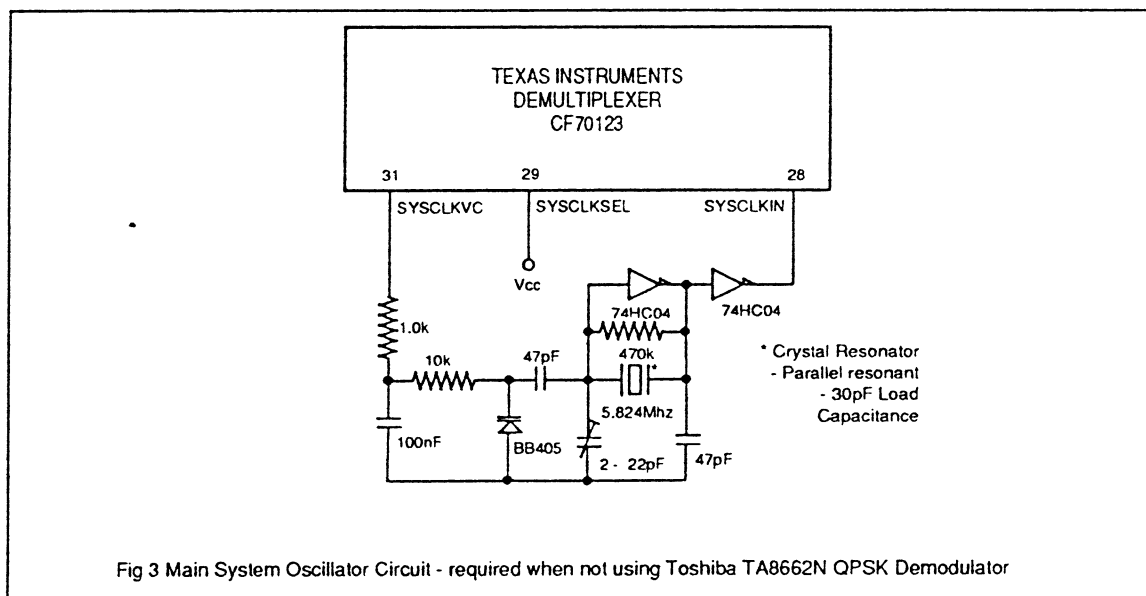 TEXAS INSTRUMENTS
DEMULTIPLEXER
CF70123
31
29
28
SYSCLKVC
SYSCLKSEL
SYSCLKIN
Vcc
74HC04
74HC04
1.0k
10k
47pF
470k
*
* Crystal Resonator
- Parallel resonant
- 30pF Load
Capacitance
5.824Mhz
100nF
BB405
2 - 22pF
47pF
Fig 3 Main System Oscillator Circuit - required when not using Toshiba TA8662N QPSK Demodulator